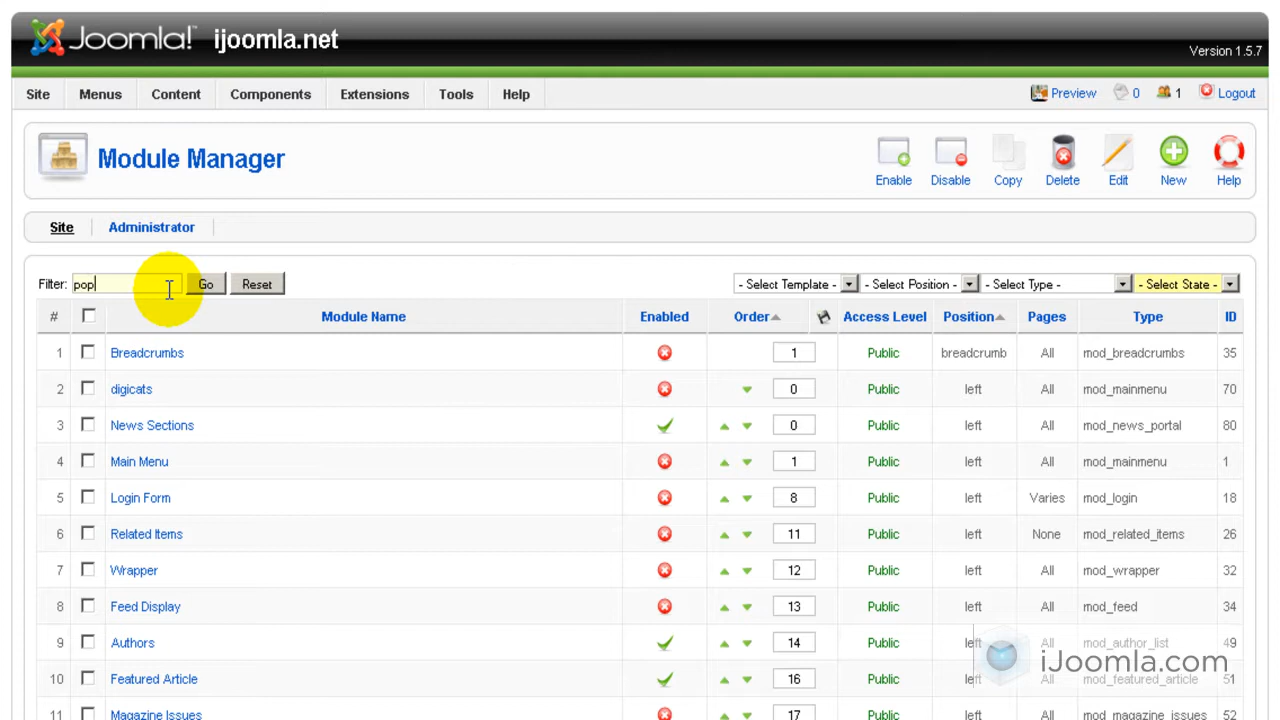 Joomla! ijoomla.net
Version 1.5.7
Site Menus Content Components Extensions Tools Help Preview 0 1 Logout
Module Manager Enable Disable Copy Delete Edit New Help
Site Administrator
Filter: pop Go Reset - Select Template - - Select Position - - Select Type - - Select State -
# Module Name Enabled Order Access Level Position Pages Type ID
1 Breadcrumbs 1 Public breadcrumb All mod_breadcrumbs 35
2 digicats 0 Public left All mod_mainmenu 70
3 News Sections 0 Public left All mod_news_portal 80
4 Main Menu 1 Public left All mod_mainmenu 1
5 Login Form 8 Public left Varies mod_login 18
6 Related Items 11 Public left None mod_related_items 26
7 Wrapper 12 Public left All mod_wrapper 32
8 Feed Display 13 Public left All mod_feed 34
9 Authors 14 Public left All mod_author_list 49
iJoomla.com
10 Featured Article 16 Public left All mod_featured_article 51
11 Magazine Issues 17 Public left All mod_magazine_issues 52